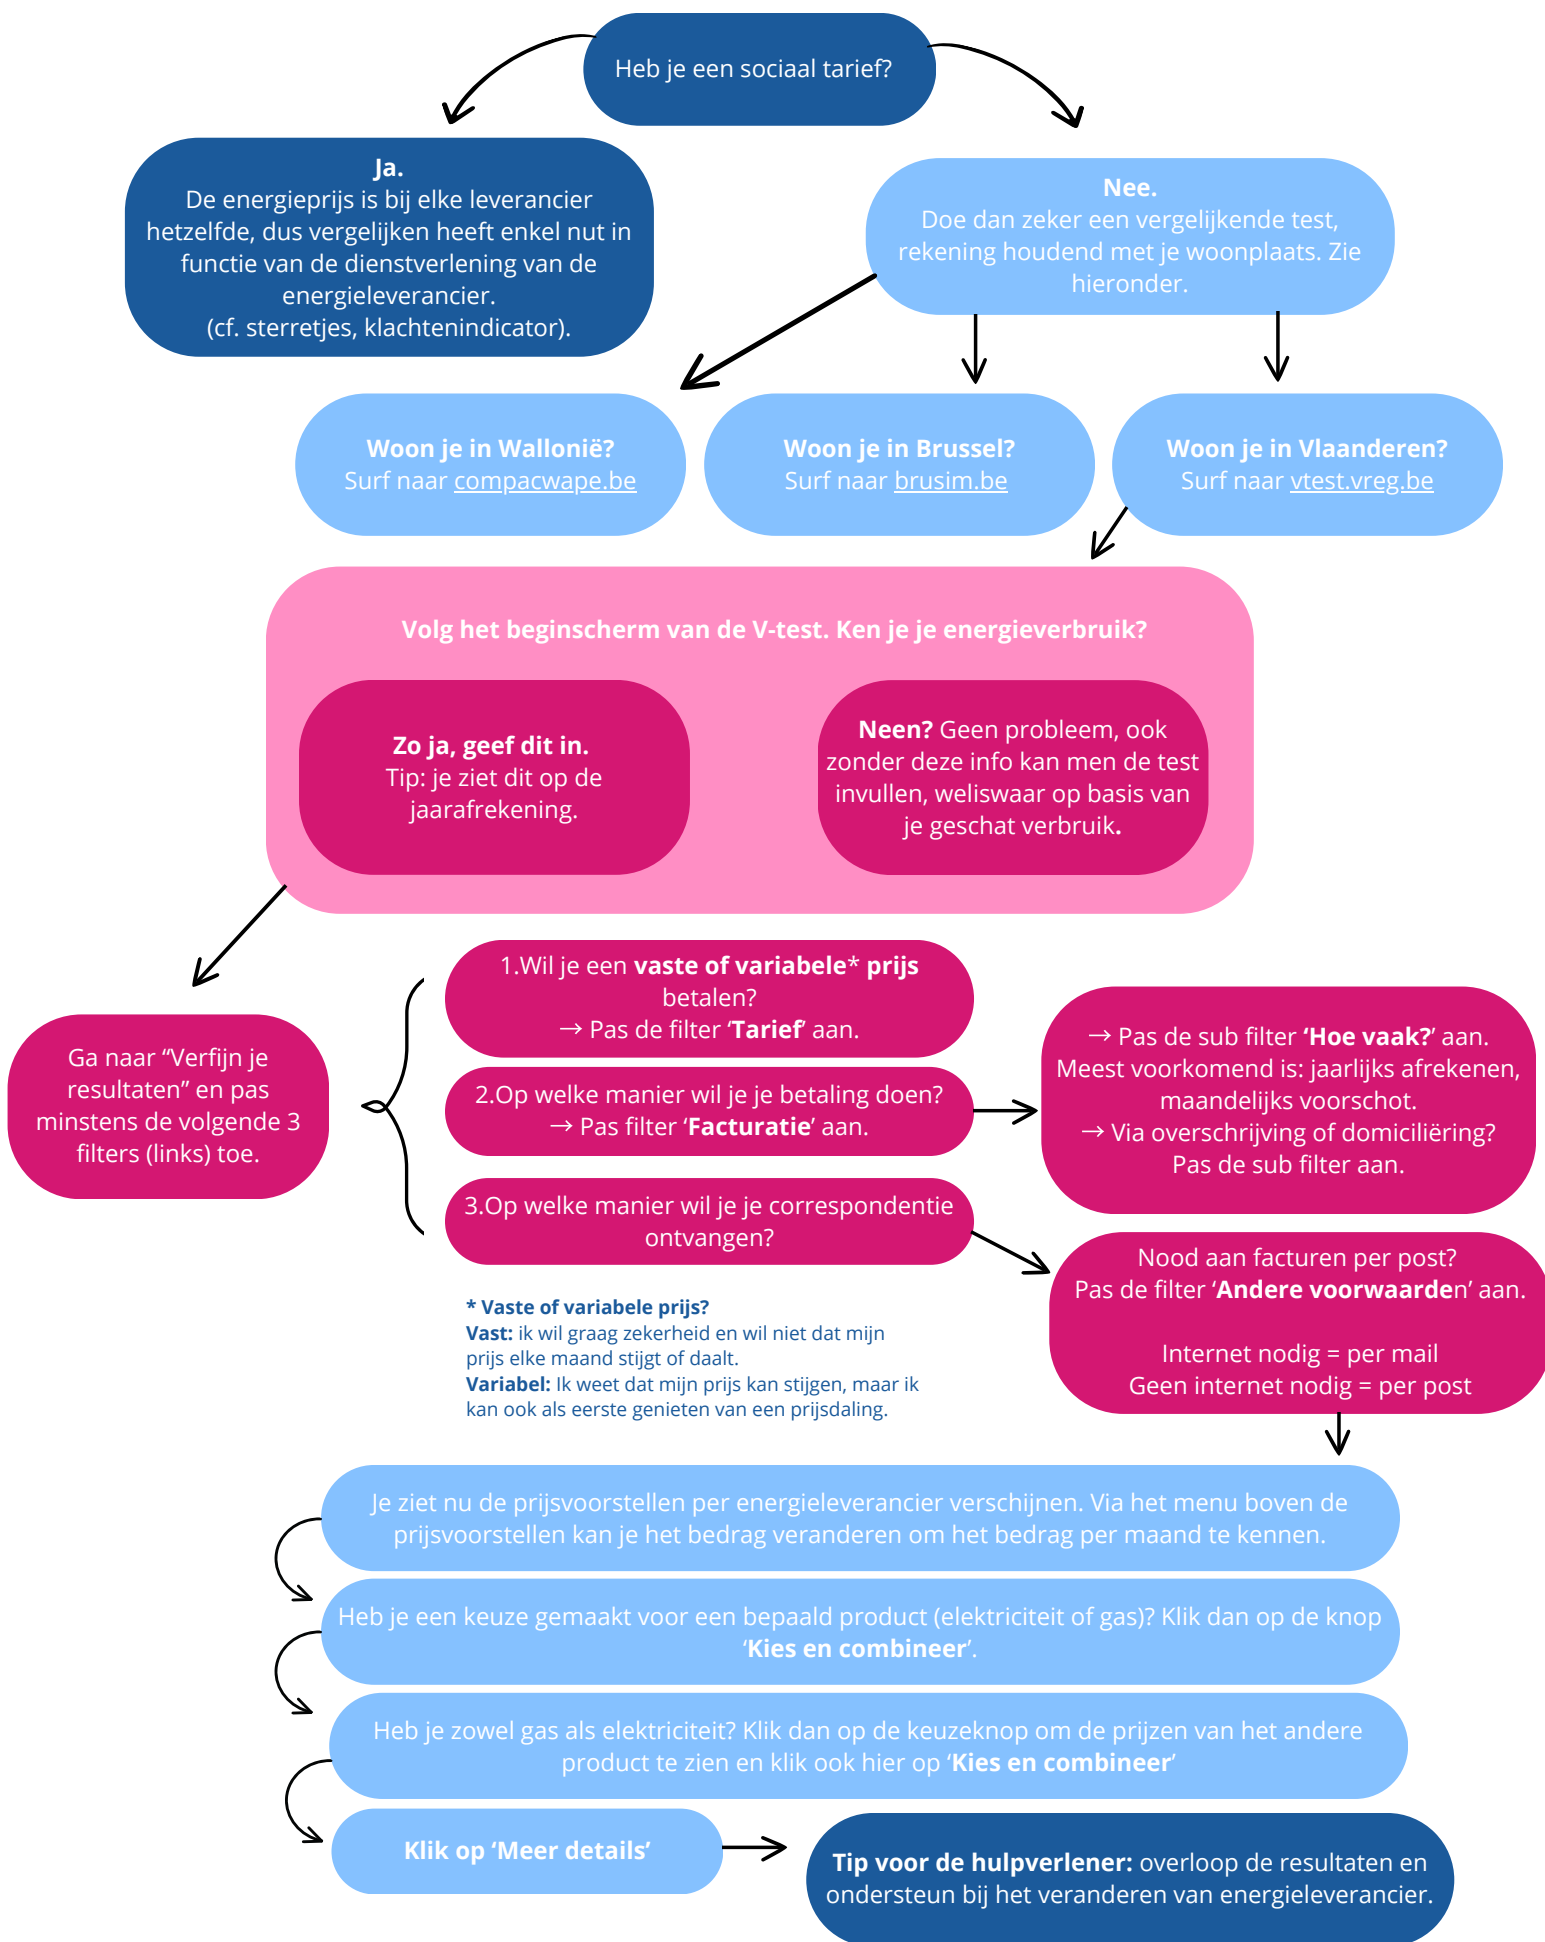 Heb je een sociaal tarief?
Ja.
De energieprijs is bij elke leverancier
hetzelfde, dus vergelijken heeft enkel nut in
functie van de dienstverlening van de
energieleverancier.
(cf. sterretjes, klachtenindicator).
Nee.
Doe dan zeker een vergelijkende test,
rekening houdend met je woonplaats. Zie
hieronder.
Woon je in Wallonië?
Surf naar compacwape.be
Woon je in Brussel?
Surf naar brusim.be
Woon je in Vlaanderen?
Surf naar vtest.vreg.be
Volg het beginscherm van de V-test. Ken je je energieverbruik?
Zo ja, geef dit in.
Tip: je ziet dit op de
jaarafrekening.
Neen? Geen probleem, ook
zonder deze info kan men de test
invullen, weliswaar op basis van
je geschat verbruik.
Ga naar “Verfijn je
resultaten” en pas
minstens de volgende 3
filters (links) toe.
1.Wil je een vaste of variabele* prijs
betalen?
→ Pas de filter ‘Tarief’ aan.
2.Op welke manier wil je je betaling doen?
→ Pas filter ‘Facturatie’ aan.
3.Op welke manier wil je je correspondentie
ontvangen?
→ Pas de sub filter ‘Hoe vaak?’ aan.
Meest voorkomend is: jaarlijks afrekenen,
maandelijks voorschot.
→ Via overschrijving of domiciliëring?
Pas de sub filter aan.
Nood aan facturen per post?
Pas de filter ‘Andere voorwaarden’ aan.
Internet nodig = per mail
Geen internet nodig = per post
* Vaste of variabele prijs?
Vast: ik wil graag zekerheid en wil niet dat mijn
prijs elke maand stijgt of daalt.
Variabel: Ik weet dat mijn prijs kan stijgen, maar ik
kan ook als eerste genieten van een prijsdaling.
Je ziet nu de prijsvoorstellen per energieleverancier verschijnen. Via het menu boven de
prijsvoorstellen kan je het bedrag veranderen om het bedrag per maand te kennen.
Heb je een keuze gemaakt voor een bepaald product (elektriciteit of gas)? Klik dan op de knop
‘Kies en combineer’.
Heb je zowel gas als elektriciteit? Klik dan op de keuzeknop om de prijzen van het andere
product te zien en klik ook hier op ‘Kies en combineer’
Klik op ‘Meer details’
Tip voor de hulpverlener: overloop de resultaten en
ondersteun bij het veranderen van energieleverancier.